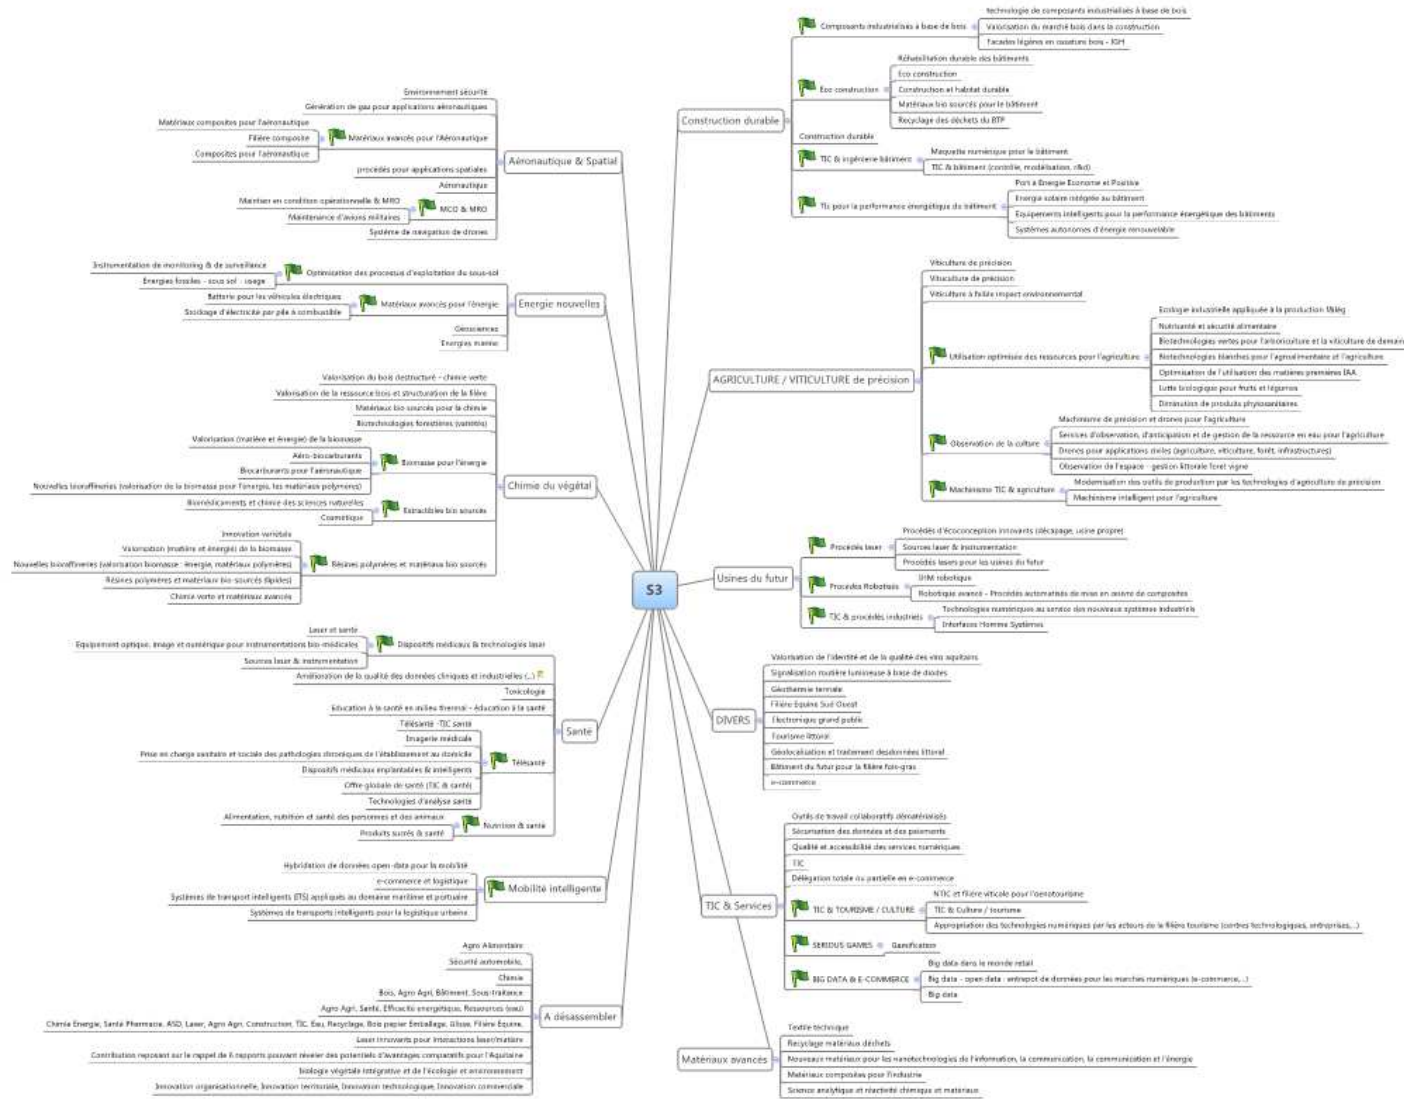 S3
Aéronautique & Spatial
Environnement sécurité
Génération de gaz pour applications aéronautiques
Matériaux avancés pour l'Aéronautique
Matériaux composites pour l'aéronautique
Filière composite
Composites pour l'aéronautique
procédés pour applications spatiales
Aéronautique
MCO & MRO
Maintien en condition opérationnelle & MRO
Maintenance d'avions militaires
Système de navigation de drones
Energie nouvelles
Optimisation des processus d'exploitation du sous-sol
Instrumentation de monitoring & de surveillance
Energies fossiles - sous sol - usage
Matériaux avancés pour l'énergie
Batterie pour les véhicules électriques
Stockage d'électricité par pile à combustible
Géosciences
Energies marine
Chimie du végétal
Valorisation du bois destructuré - chimie verte
Valorisation de la ressource bois et structuration de la filière
Matériaux bio sourcés pour la chimie
Biotechnologies forestières (variétés)
Biomasse pour l'énergie
Valorisation (matière et énergie) de la biomasse
Aéro-biocarburants
Biocarburants pour l'aéronautique
Nouvelles bioraffineries (valorisation de la biomasse pour l'énergie, les matériaux polymères)
Extractibles bio sourcés
Biomédicaments et chimie des sciences naturelles
Cosmétique
Résines polymères et matériaux bio sourcés
Innovation variétale
Valorisation (matière et énergie) de la biomasse
Nouvelles bioraffineries (valorisation biomasse : énergie, matériaux polymères)
Résines polymères et matériaux bio-sourcés (lipides)
Chimie verte et matériaux avancés
Santé
Dispositifs médicaux & technologies laser
Laser et santé
Equipement optique, image et numérique pour instrumentations bio-médicales
Sources laser & instrumentation
Amélioration de la qualité des données cliniques et industrielles (...)
Toxicologie
Education à la santé en milieu thermal - éducation à la santé
Télésanté
Télésanté -TIC santé
Imagerie médicale
Prise en charge sanitaire et sociale des pathologies chroniques de l'établissement au domicile
Dispositifs médicaux implantables & intelligents
Offre globale de santé (TIC & santé)
Technologies d'analyse santé
Nutrition & santé
Alimentation, nutrition et santé des personnes et des animaux
Produits sucrés & santé
Mobilité intelligente
Hybridation de données open-data pour la mobilité
e-commerce et logistique
Systèmes de transport intelligents (ITS) appliqués au domaine maritime et portuaire
Systèmes de transports intelligents pour la logistique urbaine
A désassembler
Agro Alimentaire
Sécurité automobile,
Chimie
Bois, Agro Agri, Bâtiment, Sous-traitance
Agro Agri, Santé, Efficacité energétique, Ressources (eau)
Chimie Energie, Santé Pharmacie, ASD, Laser, Agro Agri, Construction, TIC, Eau, Recyclage, Bois papier Emballage, Glisse, Filière Equine,
Laser innovants pour interactions laser/matière
Contribution reposant sur le rappel de 6 rapports pouvant révéler des potentiels d'avantages comparatifs pour l'Aquitaine
biologie végétale intégrative et de l'écologie et environnement
Innovation organisationnelle, Innovation territoriale, Innovation technologique, Innovation commerciale
Construction durable
Composants industrialisés à base de bois
technologie de composants industrialisés à base de bois
Valorisation du marché bois dans la construction
Facades légères en ossature bois - IGH
Eco construction
Réhabilitation durable des bâtiments
Eco construction
Construction et habitat durable
Matériaux bio sourcés pour le bâtiment
Recyclage des déchets du BTP
Construction durable
TIC & ingénierie bâtiment
Maquette numérique pour le bâtiment
TIC & bâtiment (contrôle, modélisation, r&d)
TIc pour la performance énergétique du bâtiment
Port à Energie Econome et Positive
Energie solaire intégrée au bâtiment
Equipements intelligents pour la performance énergétique des bâtiments
Systèmes autonomes d'énergie renouvelable
AGRICULTURE / VITICULTURE de précision
Viticulture de précision
Viticulture de précision
Viticulture à faible impact environnemental
Utilisation optimisée des ressources pour l'agriculture
Ecologie industrielle appliquée à la production
Nutrisanté et sécurité alimentaire
Biotechnologies vertes pour l'arboriculture et la viticulture de demain
Biotechnologies blanches pour l'agroalimentaire et l'agriculture
Optimisation de l'utilisation des matières premières IAA
Lutte biologique pour fruits et légumes
Diminution de produits phytosanitaires
Observation de la culture
Machinisme de précision et drones pour l'agriculture
Services d'observation, d'anticipation et de gestion de la ressource en eau pour l'agriculture
Drones pour applications civiles (agriculture, viticulture, forêt, infrastructures)
Observation de l'espace - gestion littorale foret vigne
Machinisme TIC & agriculture
Modernisation des outils de production par les technologies d'agriculture de précision
Machinisme intelligent pour l'agriculture
Usines du futur
Procédés laser
Procédés d'écoconception innovants (décapage, usine propre)
Sources laser & instrumentation
Procédés lasers pour les usines du futur
Procédés Robotisés
IHM robotique
Robotique avancé - Procédés automatisés de mise en oeuvre de composites
TIC & procédés industriels
Technologies numériques au service des nouveaux systèmes industriels
Interfaces Homme Systèmes
DIVERS
Valorisation de l'identité et de la qualité des vins aquitains
Signalisation routière lumineuse à base de diodes
Géothermie termale
Filière Equine Sud Ouest
Electronique grand public
Tourisme littoral
Géolocalization et traitement desdonnées littoral
Bâtiment du futur pour la filière fois-gras
e-commerce
TIC & Services
Outils de travail collaboratifs dématérialisés
Sécurisation des données et des paiements
Qualité et accessibilité des services numériques
TIC
Délégation totale ou partielle en e-commerce
TIC & TOURISME / CULTURE
NTIC et filière viticole pour l'oenotourisme
TIC & Culture / tourisme
Appropriation des technologies numériques par les acteurs de la filière tourisme (centres technologiques, entreprises,...)
SERIOUS GAMES
Gamification
BIG DATA & E-COMMERCE
Big data dans le monde retail
Big data - open data : entrepot de données pour les marchés numériques (e-commerce,...)
Big data
Matériaux avancés
Textile technique
Recyclage matériaux déchets
Nouveaux matériaux pour les nanotechnologies de l'information, la communication, la communication et l'énergie
Matériaux composites pour l'industrie
Science analytique et réactivité chimique et matériaux